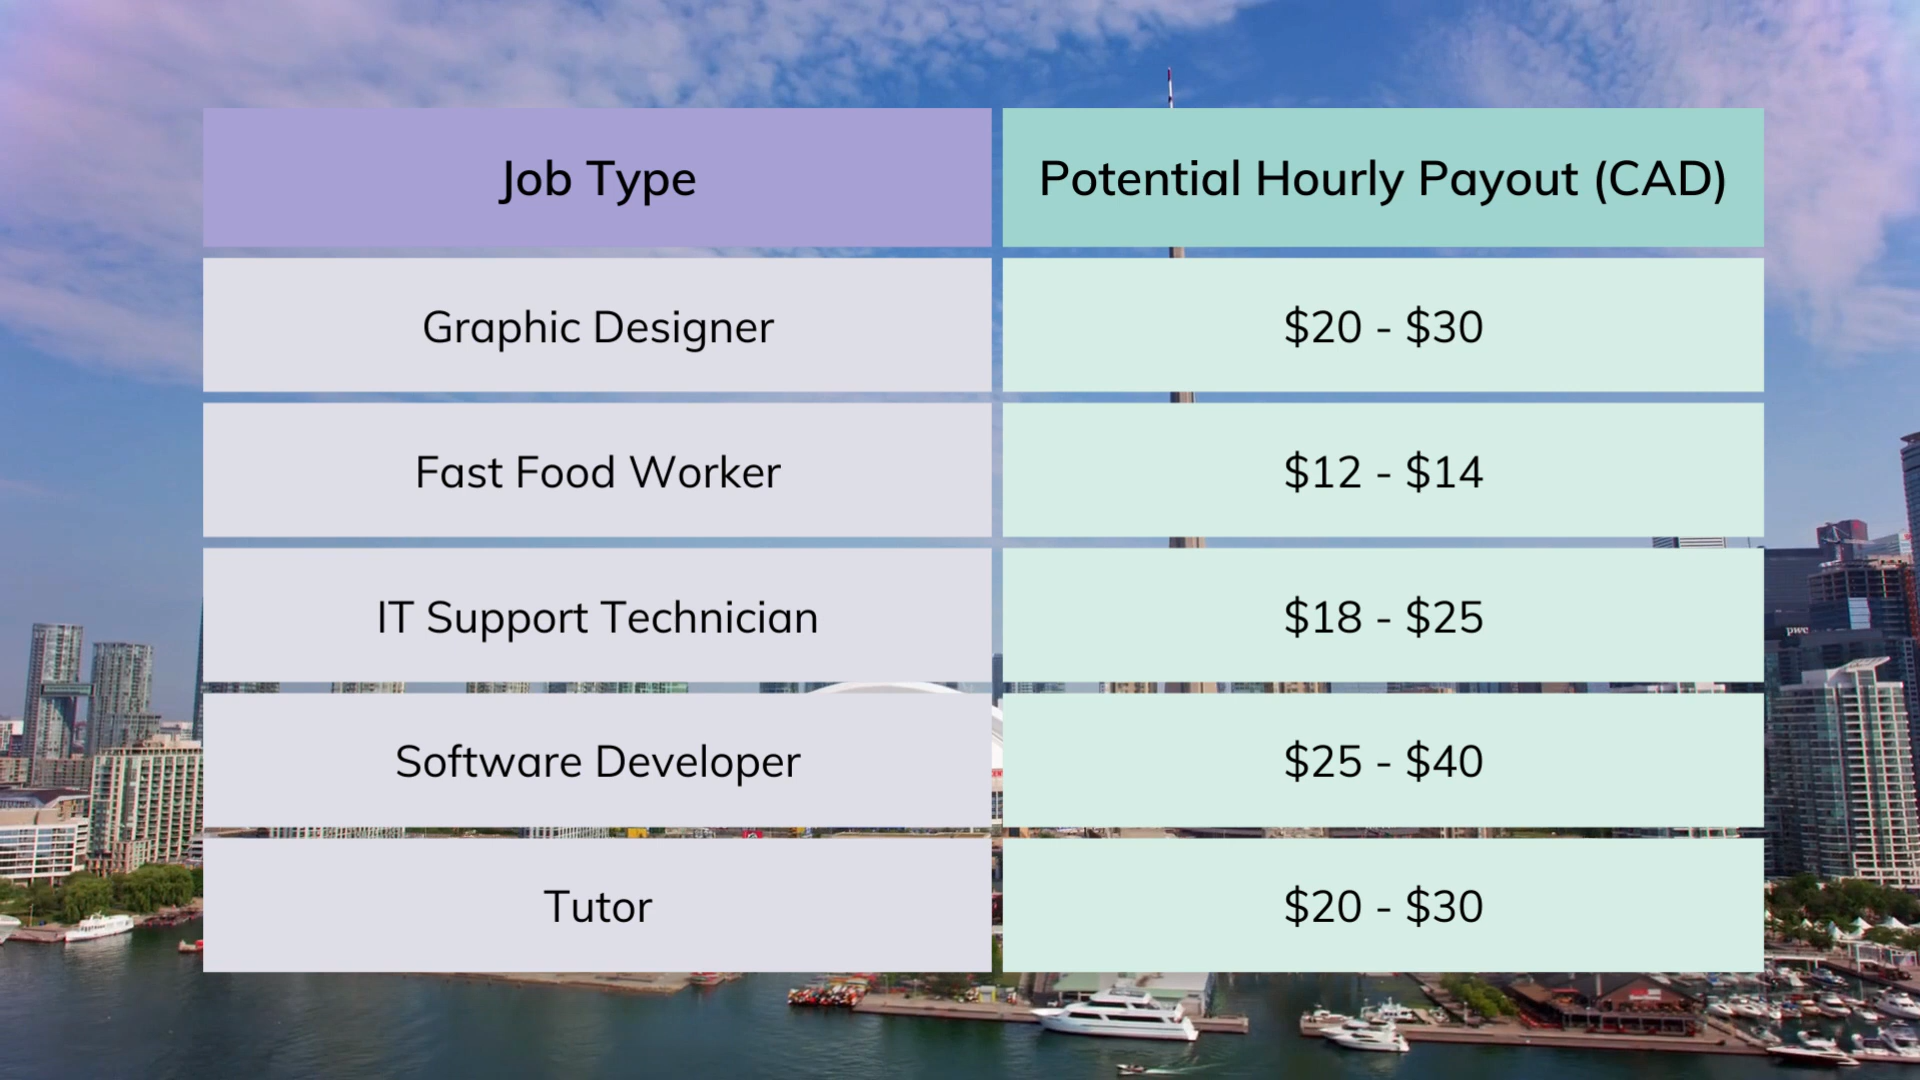 Job Type
Potential Hourly Payout (CAD)
Graphic Designer
$20 - $30
Fast Food Worker
$12 - $14
IT Support Technician
$18 - $25
Software Developer
$25 - $40
Tutor
$20 - $30
pwc